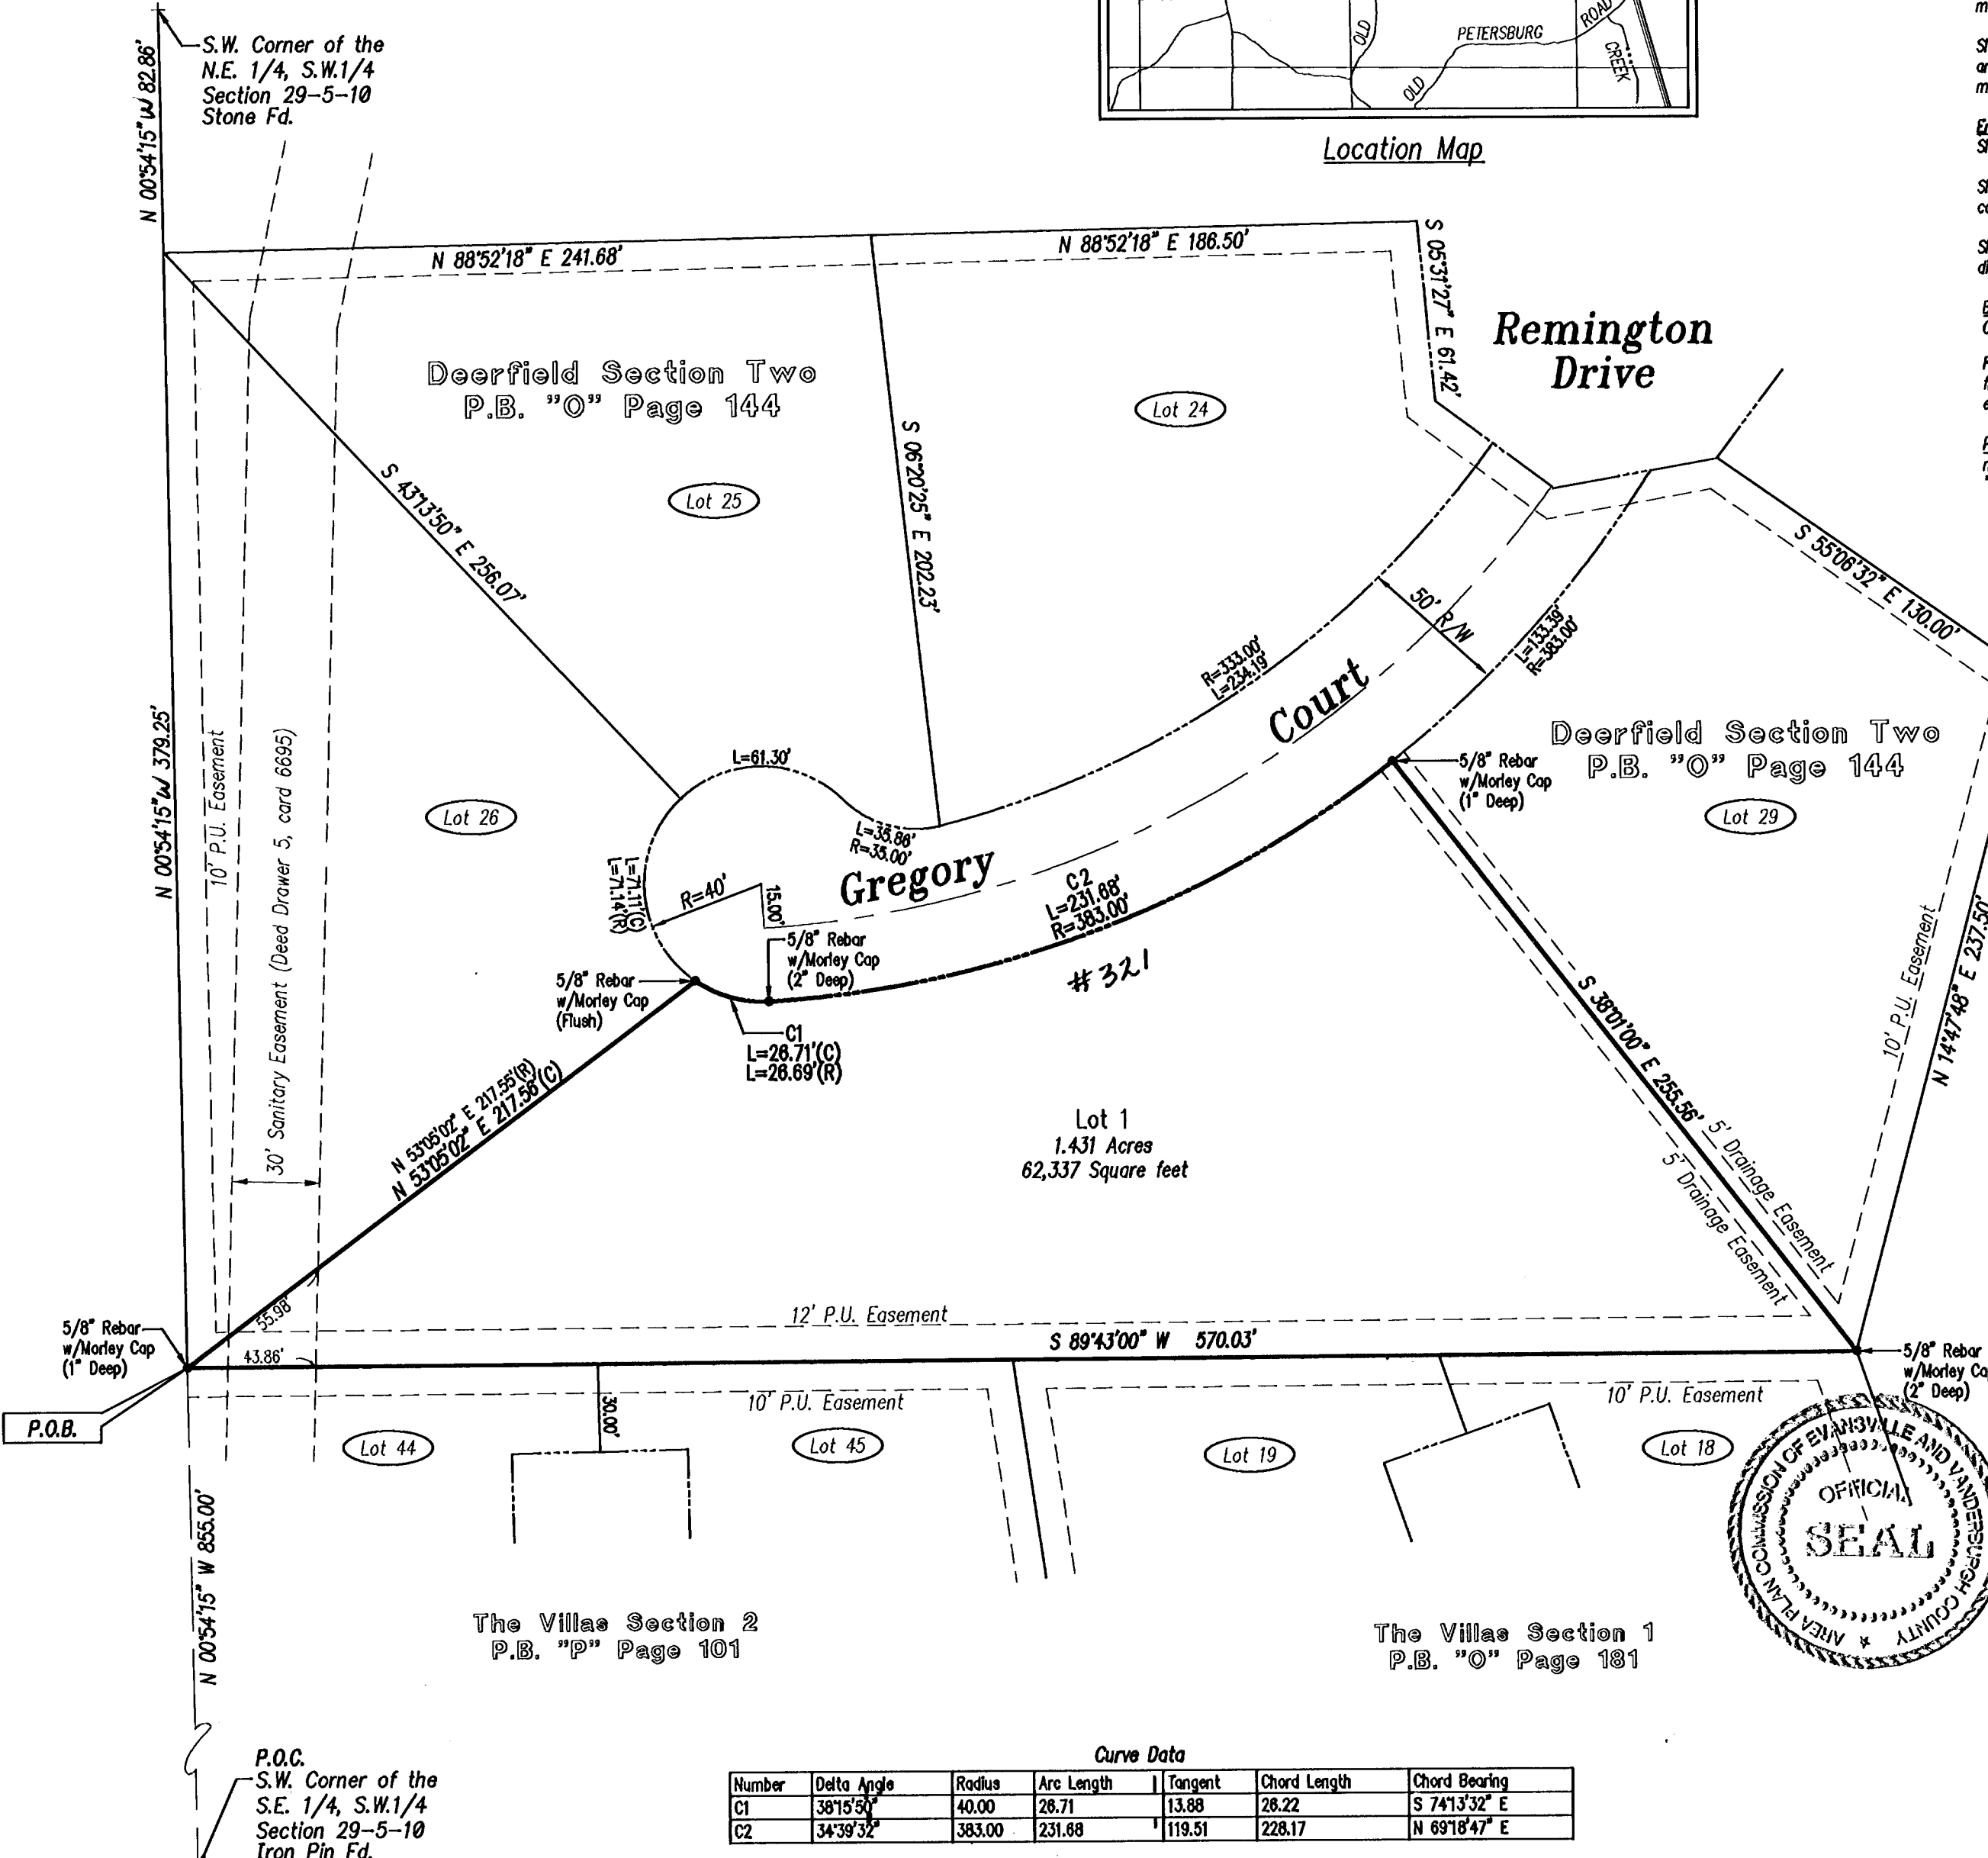 S.W. Corner of the
N.E. 1/4, S.W.1/4
Section 29-5-10
Stone Fd.
N 00°54'15" W 82.86'
OLD
PETERSBURG
ROAD
CREEK
OLD
Location Map
N 88°52'18" E 241.68'
N 88°52'18" E 186.50'
S 05°31'27" E 61.42'
Remington
Drive
Deerfield Section Two
P.B. "O" Page 144
Lot 24
Lot 25
S 43°13'50" E 256.07'
S 06°20'25" E 202.23'
S 55°06'32" E 130.00'
50' R/W
L=133.39'
R=383.00'
R=333.00'
L=234.19'
Court
Deerfield Section Two
P.B. "O" Page 144
Lot 29
5/8" Rebar
w/Morley Cap
(1" Deep)
N 00°54'15" W 379.25'
10' P.U. Easement
30' Sanitary Easement (Deed Drawer 5, card 6695)
Lot 26
L=61.30'
L=35.86'
R=35.00'
L=71.11'(C)
L=71.14'(R)
R=40'
15.00'
Gregory
C2
L=231.68'
R=383.00'
#321
5/8" Rebar
w/Morley Cap
(2" Deep)
5/8" Rebar
w/Morley Cap
(Flush)
C1
L=26.71'(C)
L=26.69'(R)
N 53°05'02" E 217.55'(R)
N 53°05'02" E 217.56'(C)
Lot 1
1.431 Acres
62,337 Square feet
S 38°01'00" E 255.56'
5' Drainage Easement
5' Drainage Easement
10' P.U. Easement
N 14°47'48" E 237.50'
12' P.U. Easement
S 89°43'00" W 570.03'
55.98'
43.86'
5/8" Rebar
w/Morley Cap
(1" Deep)
P.O.B.
5/8" Rebar
w/Morley Ca
(2" Deep)
10' P.U. Easement
10' P.U. Easement
30.00'
Lot 44
Lot 45
Lot 19
Lot 18
AREA PLAN COMMISSION OF EVANSVILLE AND VANDERBURGH COUNTY
OFFICIAL
SEAL
N 00°54'15" W 855.00'
The Villas Section 2
P.B. "P" Page 101
The Villas Section 1
P.B. "O" Page 181
P.O.C.
S.W. Corner of the
S.E. 1/4, S.W.1/4
Section 29-5-10
Iron Pin Fd.
Curve Data
Number Delta Angle Radius Arc Length Tangent Chord Length Chord Bearing
C1 38°15'50" 40.00 26.71 13.88 26.22 S 74°13'32" E
C2 34°39'32" 383.00 231.68 119.51 228.17 N 69°18'47" E